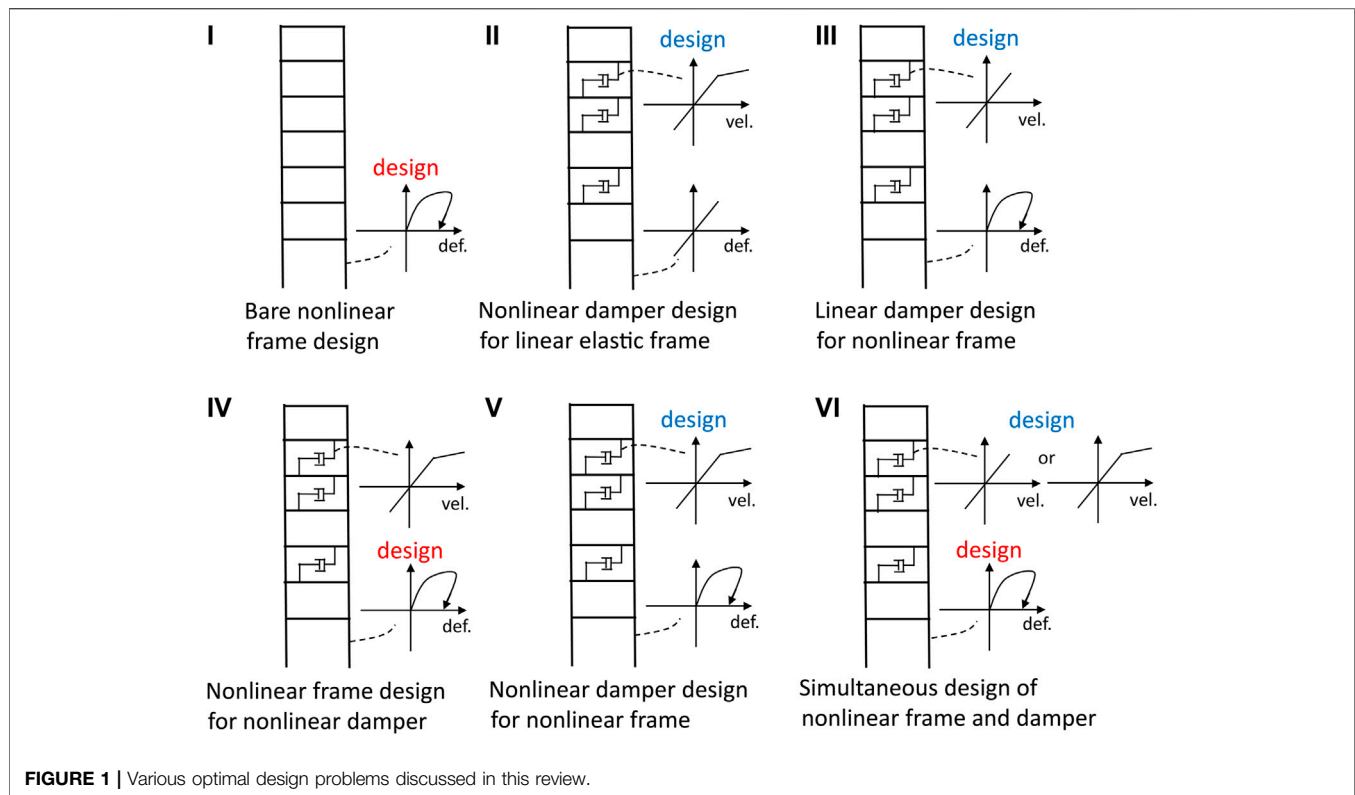 I
design
def.
Bare nonlinear
frame design
II
design
vel.
Nonlinear damper design
for linear elastic frame
III
design
vel.
def.
Linear damper design
for nonlinear frame
IV
vel.
design
def.
Nonlinear frame design
for nonlinear damper
V
design
vel.
def.
Nonlinear damper design
for nonlinear frame
VI
design
or
vel.
vel.
design
def.
Simultaneous design of
nonlinear frame and damper
FIGURE 1 | Various optimal design problems discussed in this review.